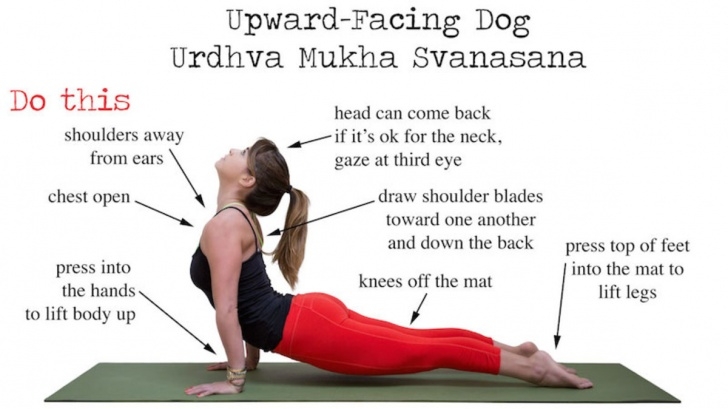 Upward-Facing Dog
Urdhva Mukha Svanasana
Do this
shoulders away
from ears
head can come back
if it's ok for the neck,
gaze at third eye
chest open
draw shoulder blades
toward one another
and down the back
press into
the hands
to lift body up
knees off the mat
press top of feet
into the mat to
lift legs